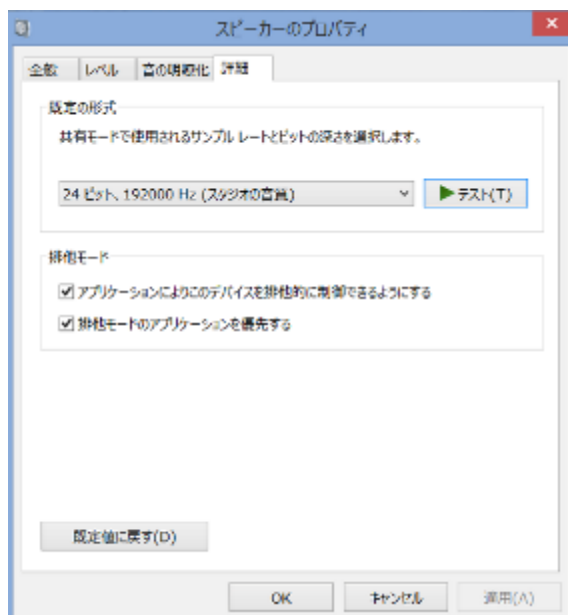 スピーカーのプロパティ
全般 レベル 音の明瞭化 詳細
既定の形式
共有モードで使用されるサンプル レートとビットの深さを選択します。
24 ビット、192000 Hz (スタジオの音質)
テスト(T)
排他モード
アプリケーションによりこのデバイスを排他的に制御できるようにする
排他モードのアプリケーションを優先する
既定値に戻す(D)
OK キャンセル 適用(A)